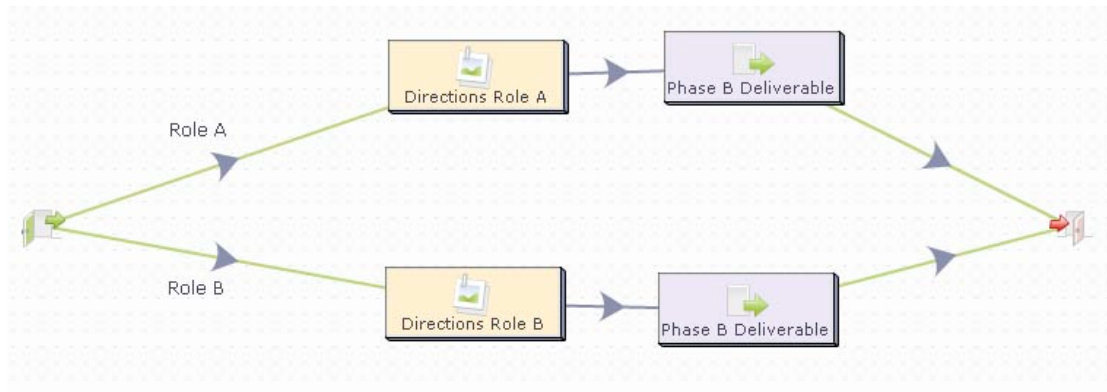 Directions Role A
Phase B Deliverable
Role A
Role B
Directions Role B
Phase B Deliverable